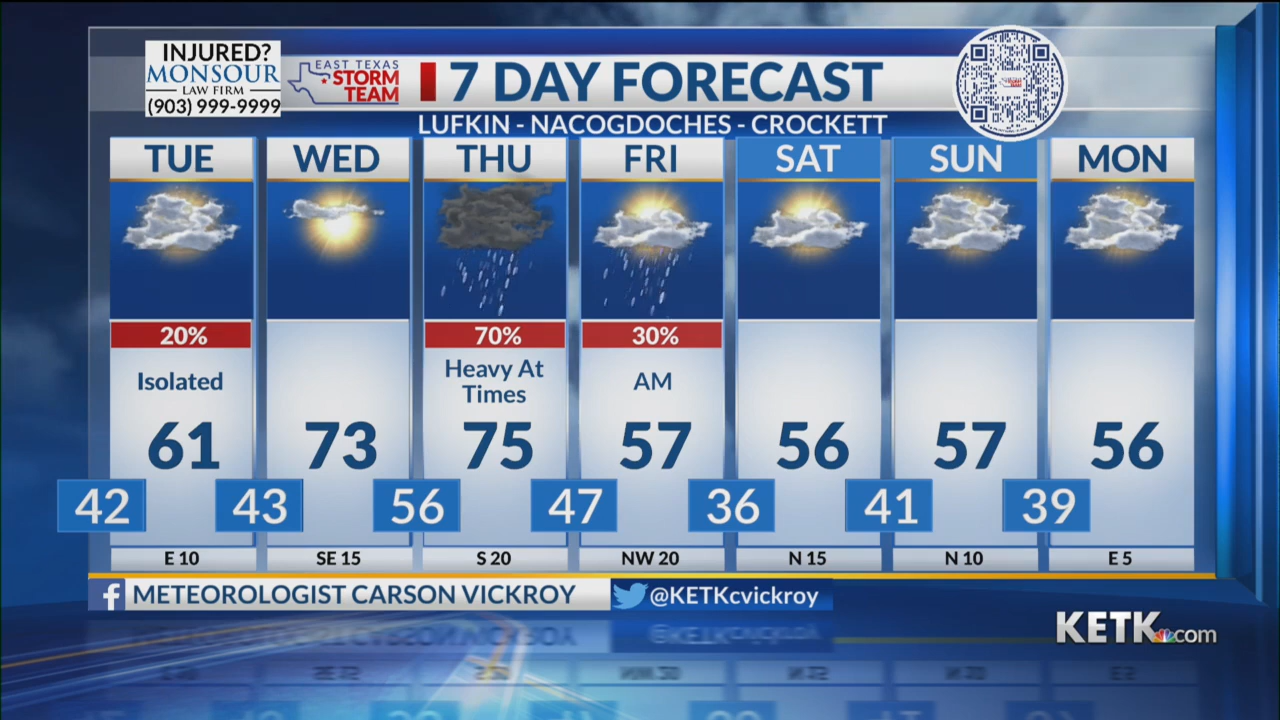 INJURED?
MONSOUR
LAW FIRM
(903) 999-9999
EAST TEXAS
STORM
TEAM
7 DAY FORECAST
LUFKIN - NACOGDOCHES - CROCKETT
TUE WED THU FRI SAT SUN MON
20% 70% 30%
Isolated Heavy At Times AM
61 73 75 57 56 57 56
42 43 56 47 36 41 39
E 10 SE 15 S 20 NW 20 N 15 N 10 E 5
METEOROLOGIST CARSON VICKROY @KETKcvickroy
KETK.com